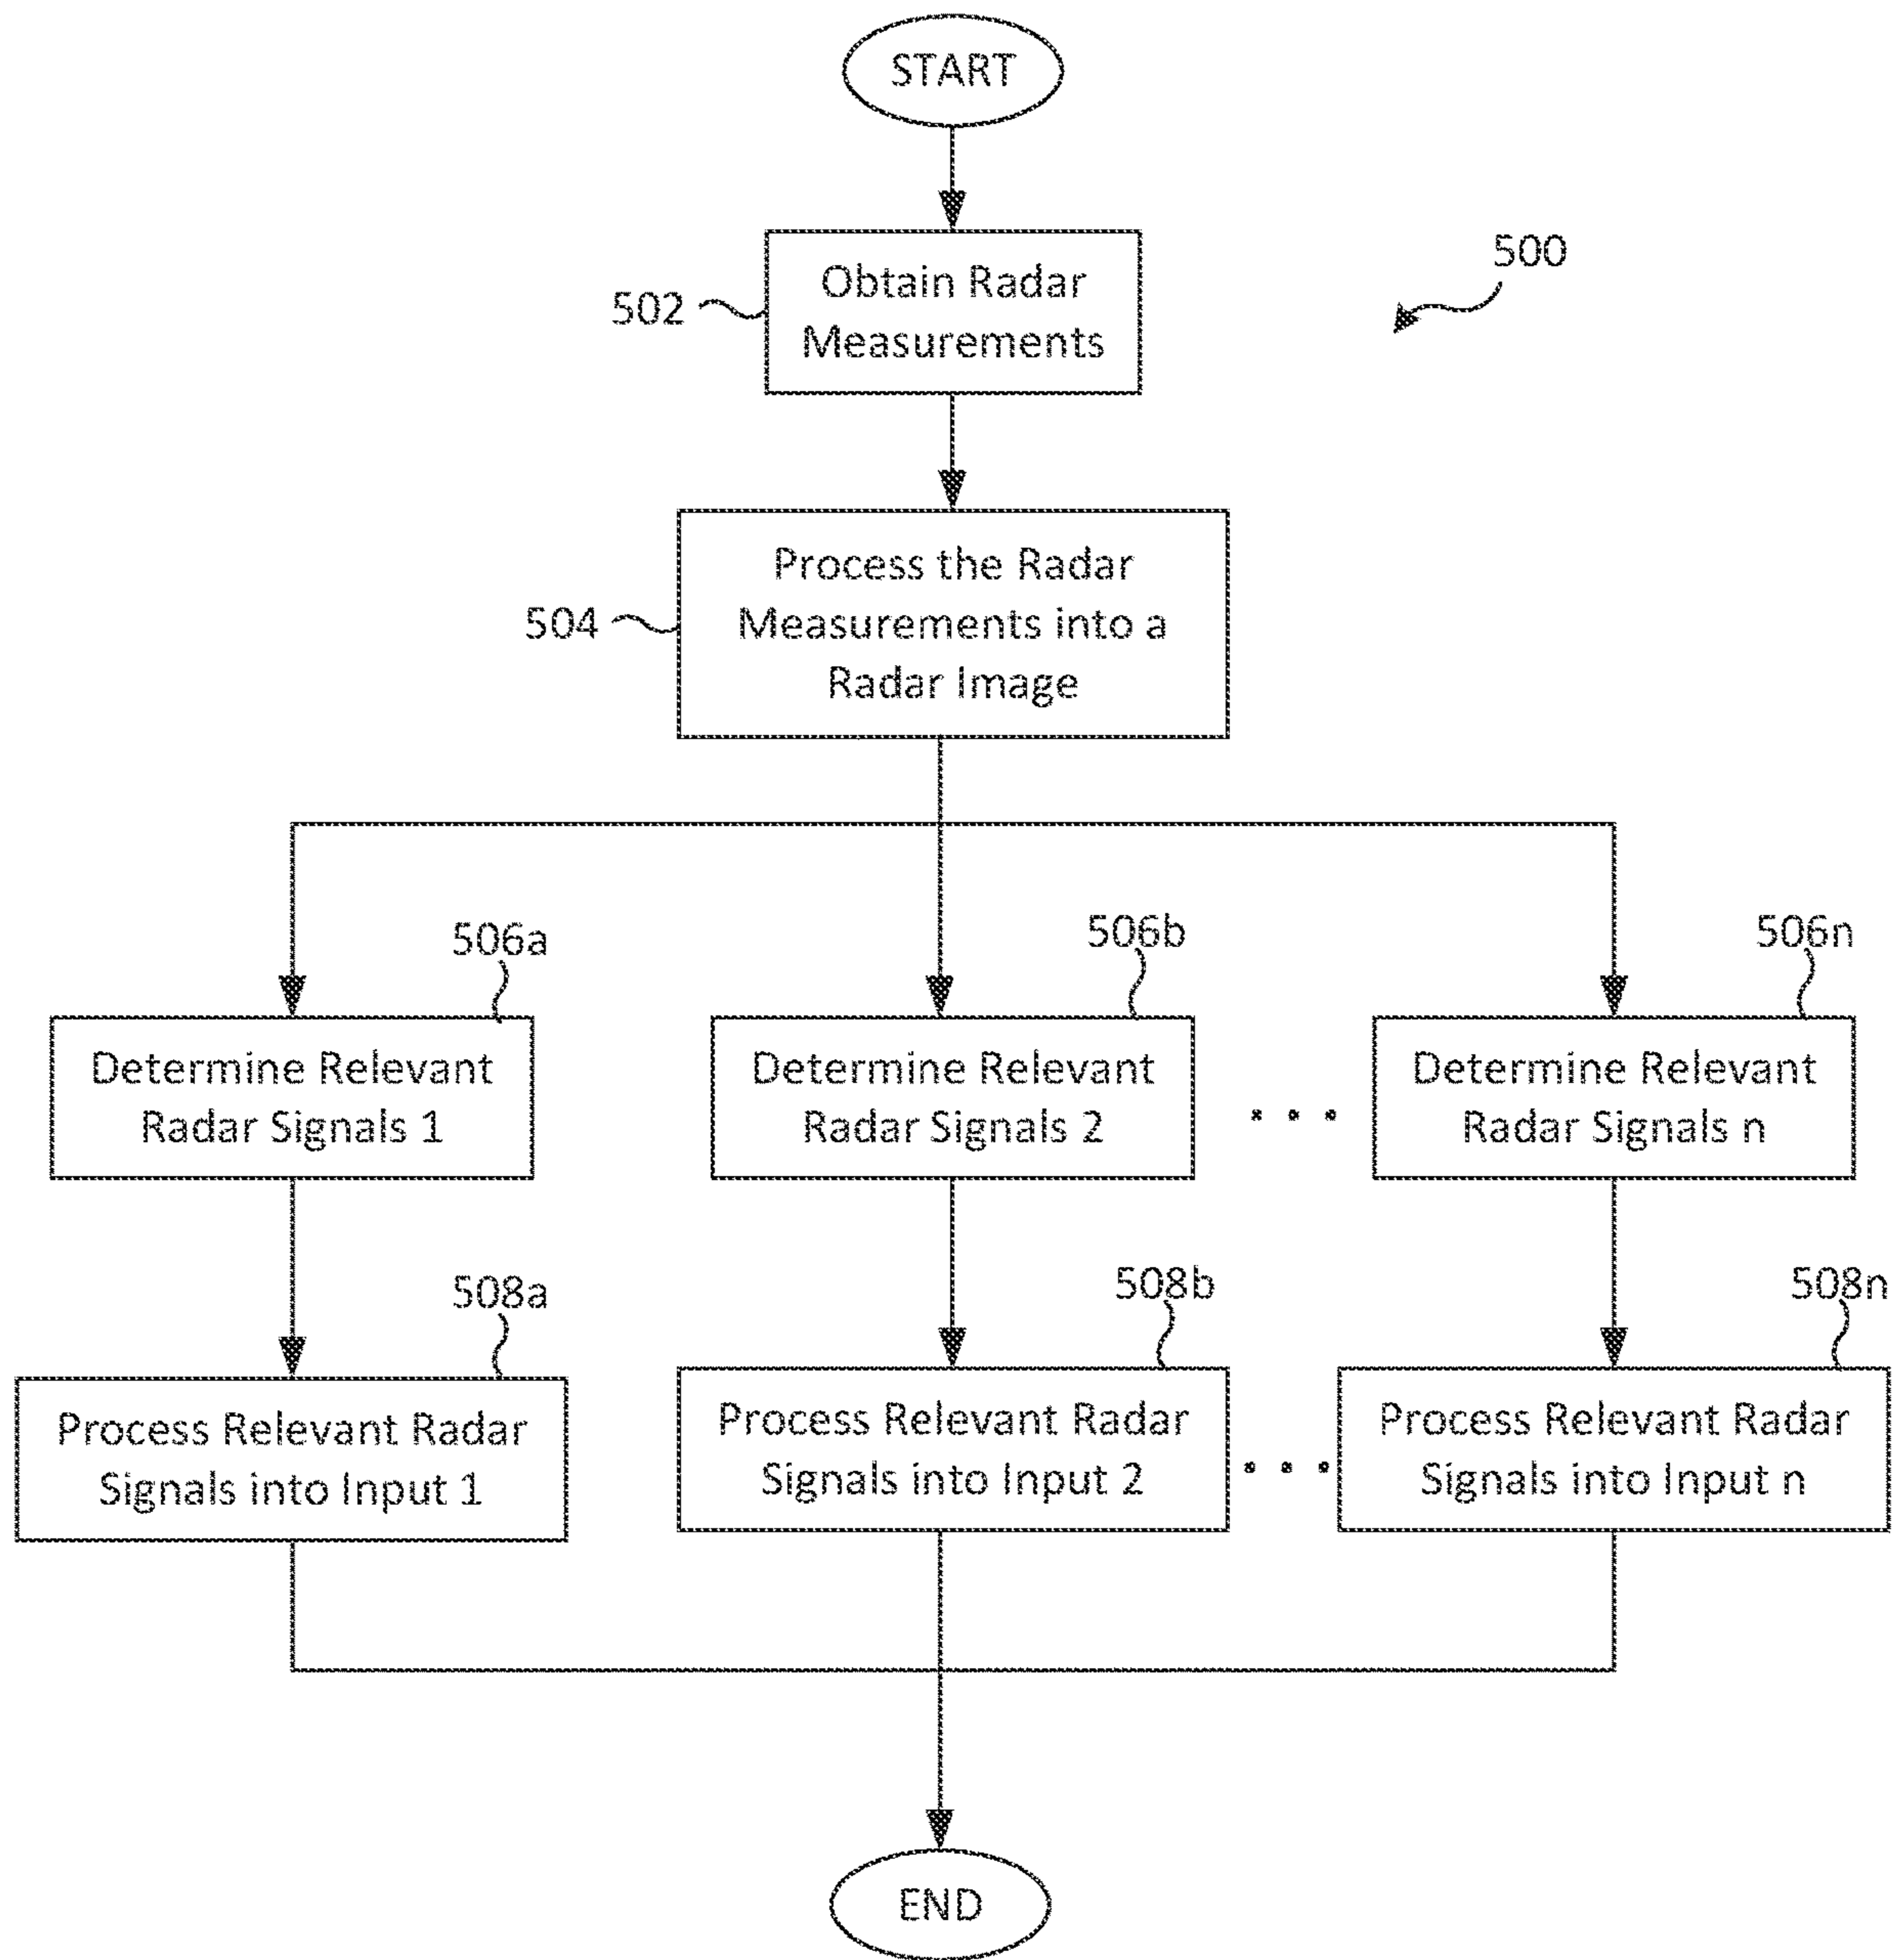 START
500
502
Obtain Radar
Measurements
504
Process the Radar
Measurements into a
Radar Image
506a
506b
506n
Determine Relevant
Radar Signals 1
Determine Relevant
Radar Signals 2
. . .
Determine Relevant
Radar Signals n
508a
508b
508n
Process Relevant Radar
Signals into Input 1
Process Relevant Radar
Signals into Input 2
. . .
Process Relevant Radar
Signals into Input n
END